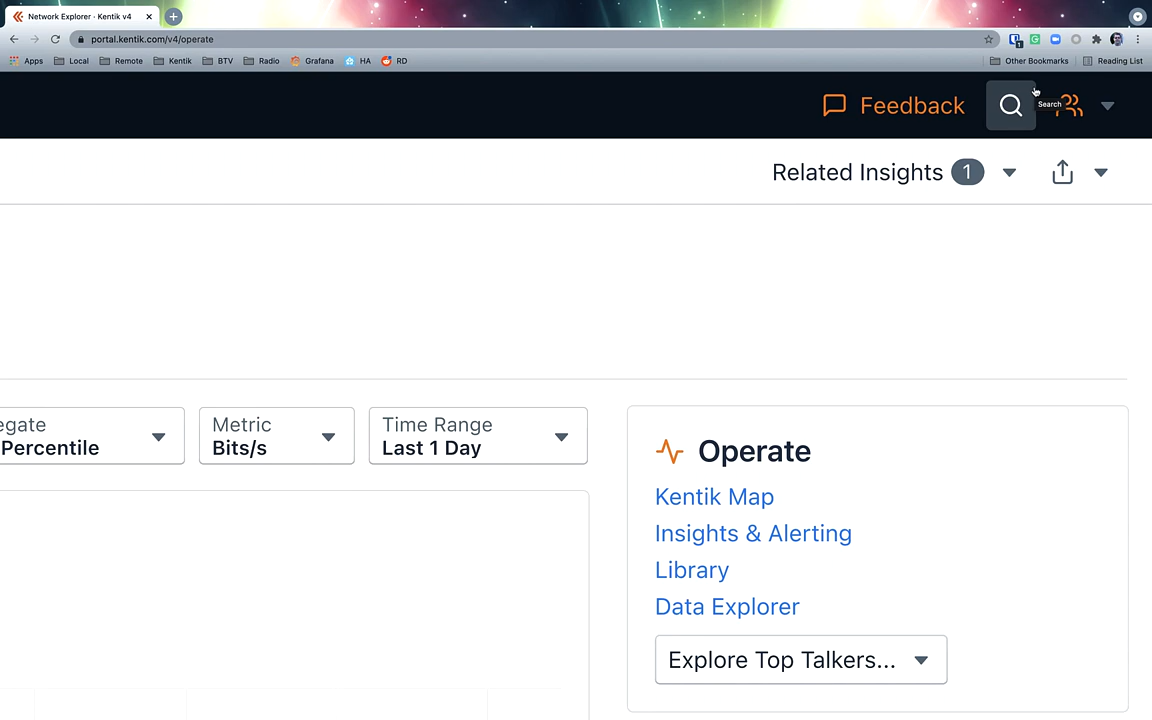 Network Explorer · Kentik v4
portal.kentik.com/v4/operate
Apps
Local
Remote
Kentik
BTV
Radio
Grafana
HA
RD
Other Bookmarks
Reading List
Feedback
Search
Related Insights 1
egate
Percentile
Metric
Bits/s
Time Range
Last 1 Day
Operate
Kentik Map
Insights & Alerting
Library
Data Explorer
Explore Top Talkers...